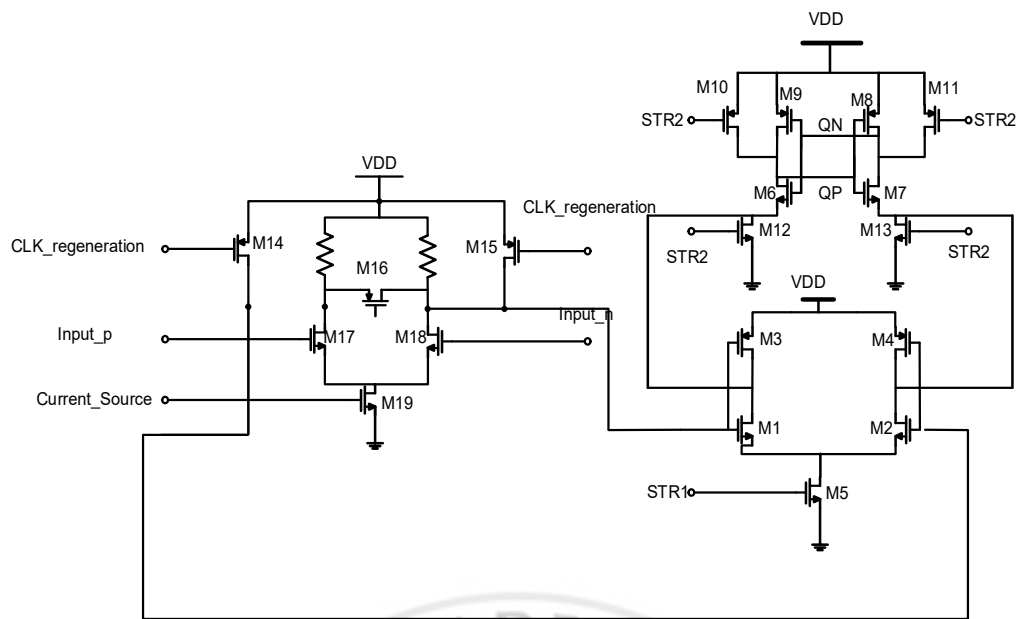 VDD
M10
M9
M8
M11
STR2
QN
STR2
VDD
M6
QP
M7
CLK_regeneration
CLK_regeneration
M14
M15
M12
M13
M16
STR2
STR2
VDD
Input_n
Input_p
M17
M18
M3
M4
Current_Source
M19
M1
M2
STR1
M5